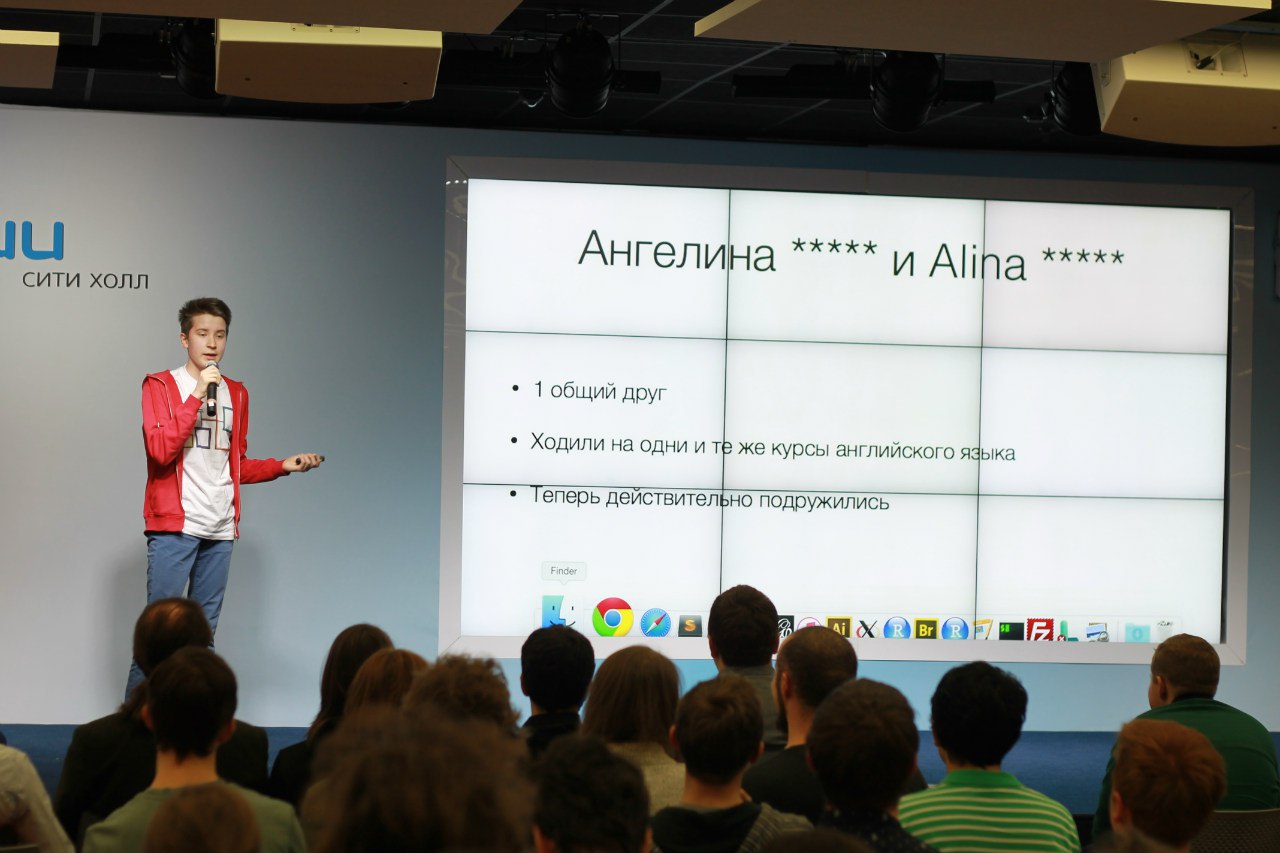 СИТИ ХОЛЛ
Ангелина ***** и Alina *****
• 1 общий друг
• Ходили на одни и те же курсы английского языка
• Теперь действительно подружились
Finder
S
Ai
X
R
Br
R
FZ